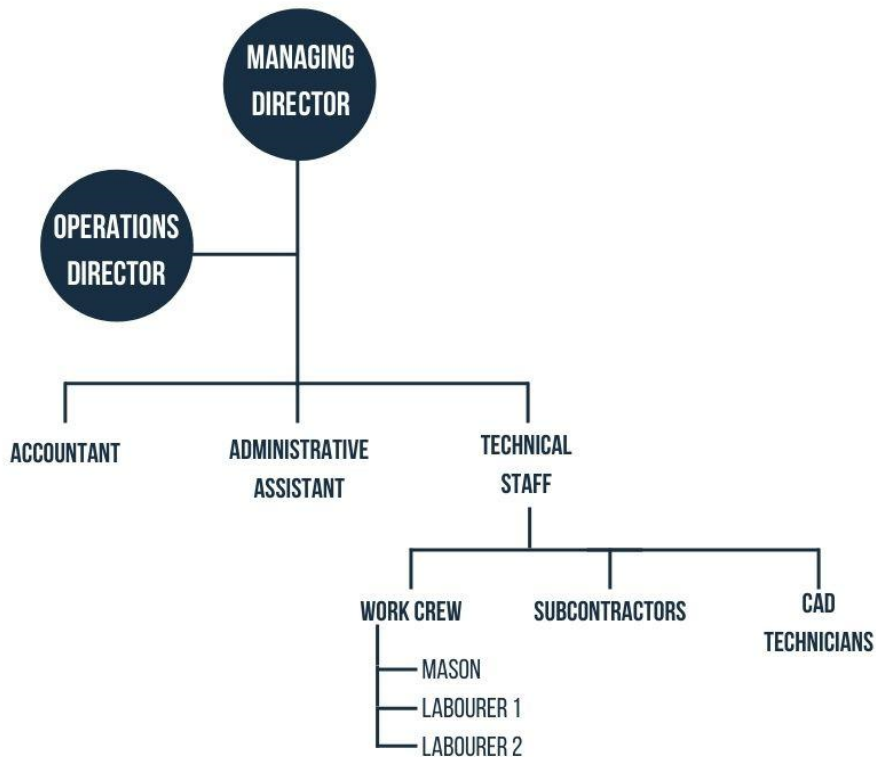 MANAGING
DIRECTOR
OPERATIONS
DIRECTOR
ACCOUNTANT
ADMINISTRATIVE
ASSISTANT
TECHNICAL
STAFF
WORK CREW
SUBCONTRACTORS
CAD
TECHNICIANS
MASON
LABOURER 1
LABOURER 2